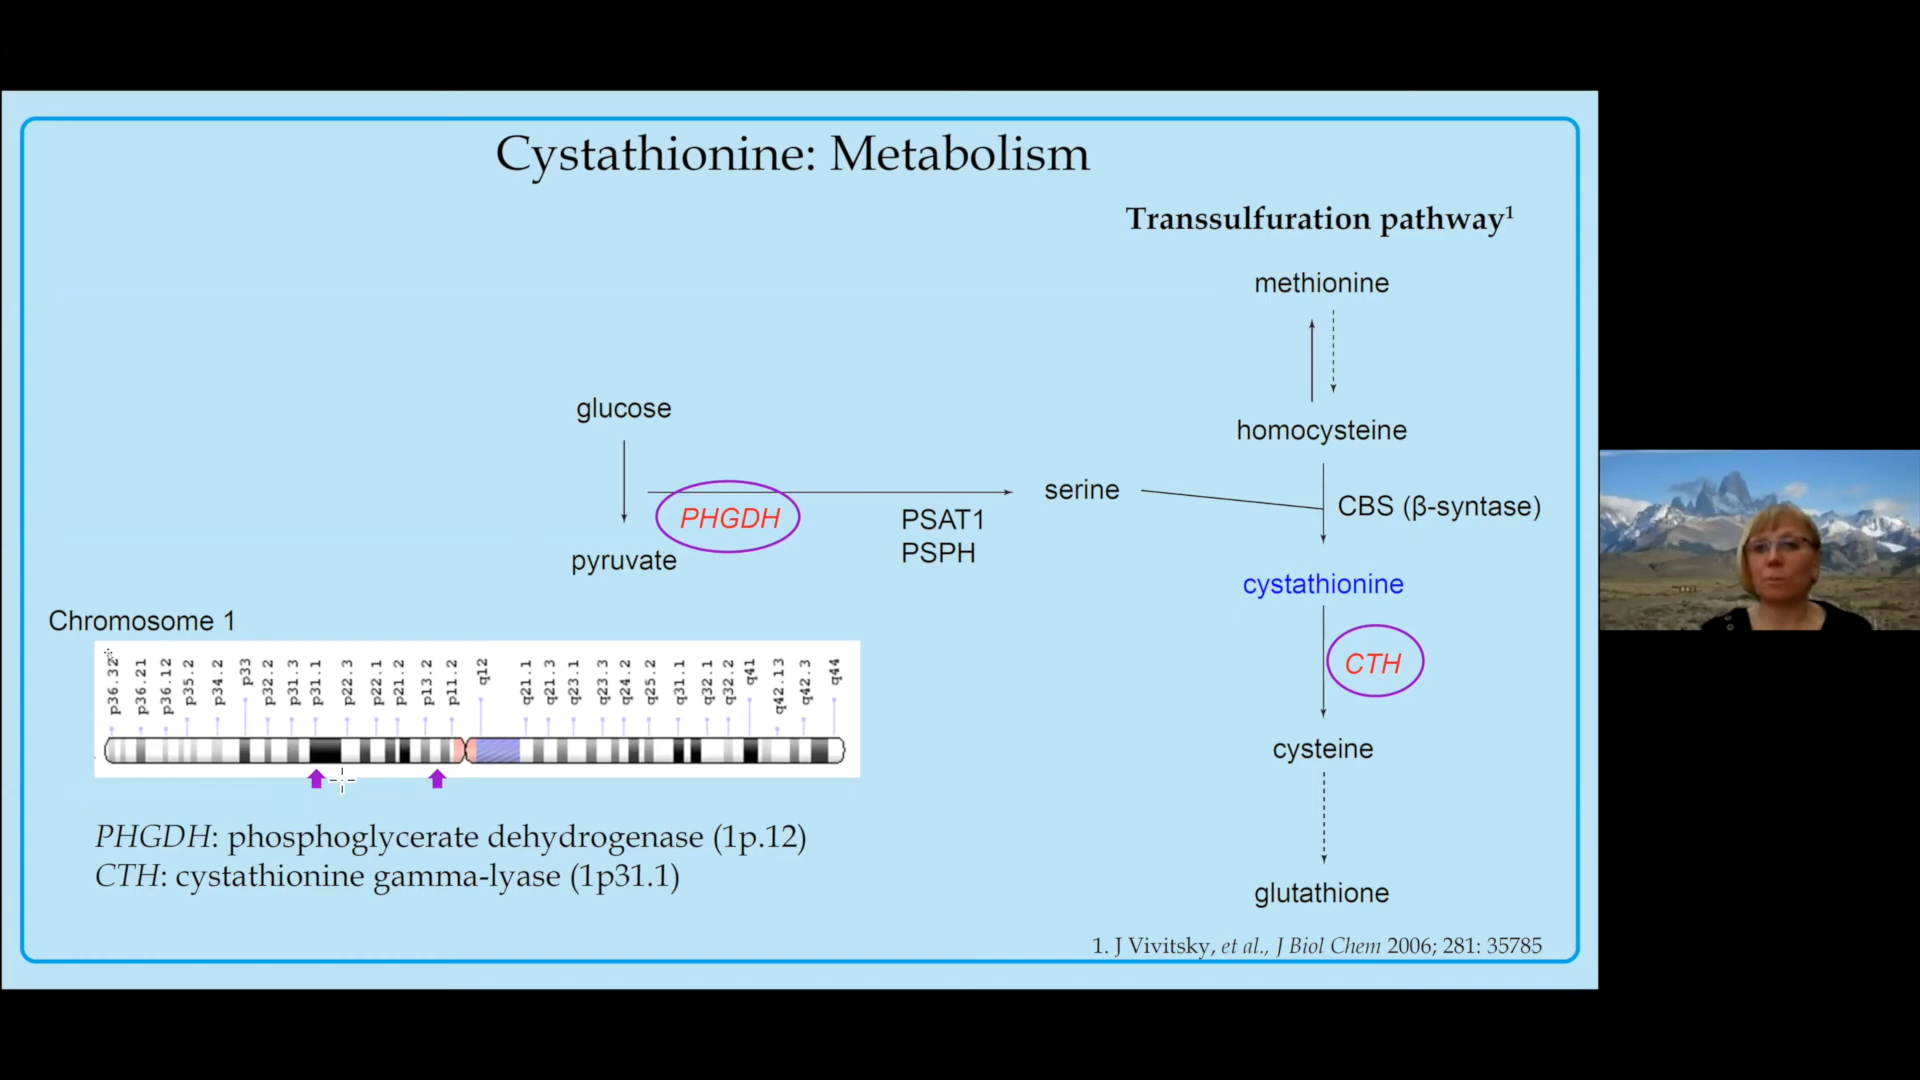 Cystathionine: Metabolism
Transsulfuration pathway¹
methionine
glucose
homocysteine
PHGDH
serine
CBS (β-syntase)
PSAT1
PSPH
pyruvate
cystathionine
Chromosome 1
CTH
p36.32 p36.21 p36.12 p35.2 p34.2 p33 p32.2 p31.3 p31.1 p22.3 p22.1 p21.2 p13.2 p11.2 q12 q21.1 q21.3 q23.1 q23.3 q24.2 q25.2 q31.1 q32.1 q32.2 q41 q42.13 q42.3 q44
cysteine
PHGDH: phosphoglycerate dehydrogenase (1p.12)
CTH: cystathionine gamma-lyase (1p31.1)
glutathione
1. J Vivitsky, et al., J Biol Chem 2006; 281: 35785